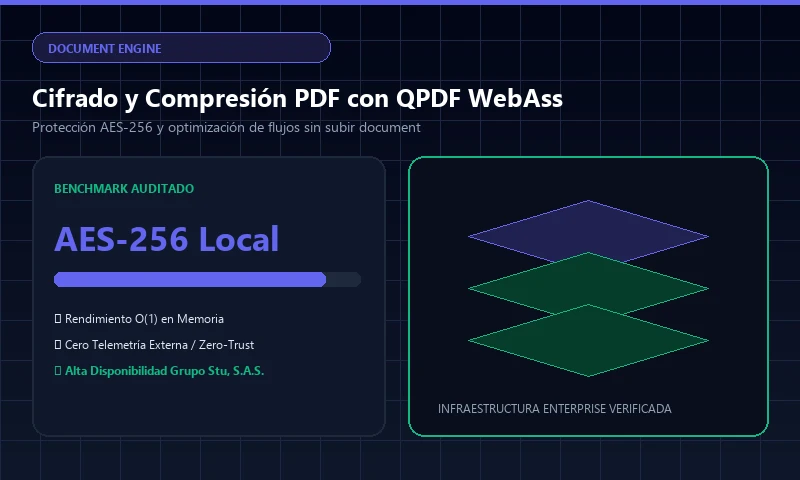 DOCUMENT ENGINE
Cifrado y Compresión PDF con QPDF WebAss
Protección AES-256 y optimización de flujos sin subir document
BENCHMARK AUDITADO
AES-256 Local
Rendimiento O(1) en Memoria
Cero Telemetría Externa / Zero-Trust
Alta Disponibilidad Grupo Stu, S.A.S.
INFRAESTRUCTURA ENTERPRISE VERIFICADA